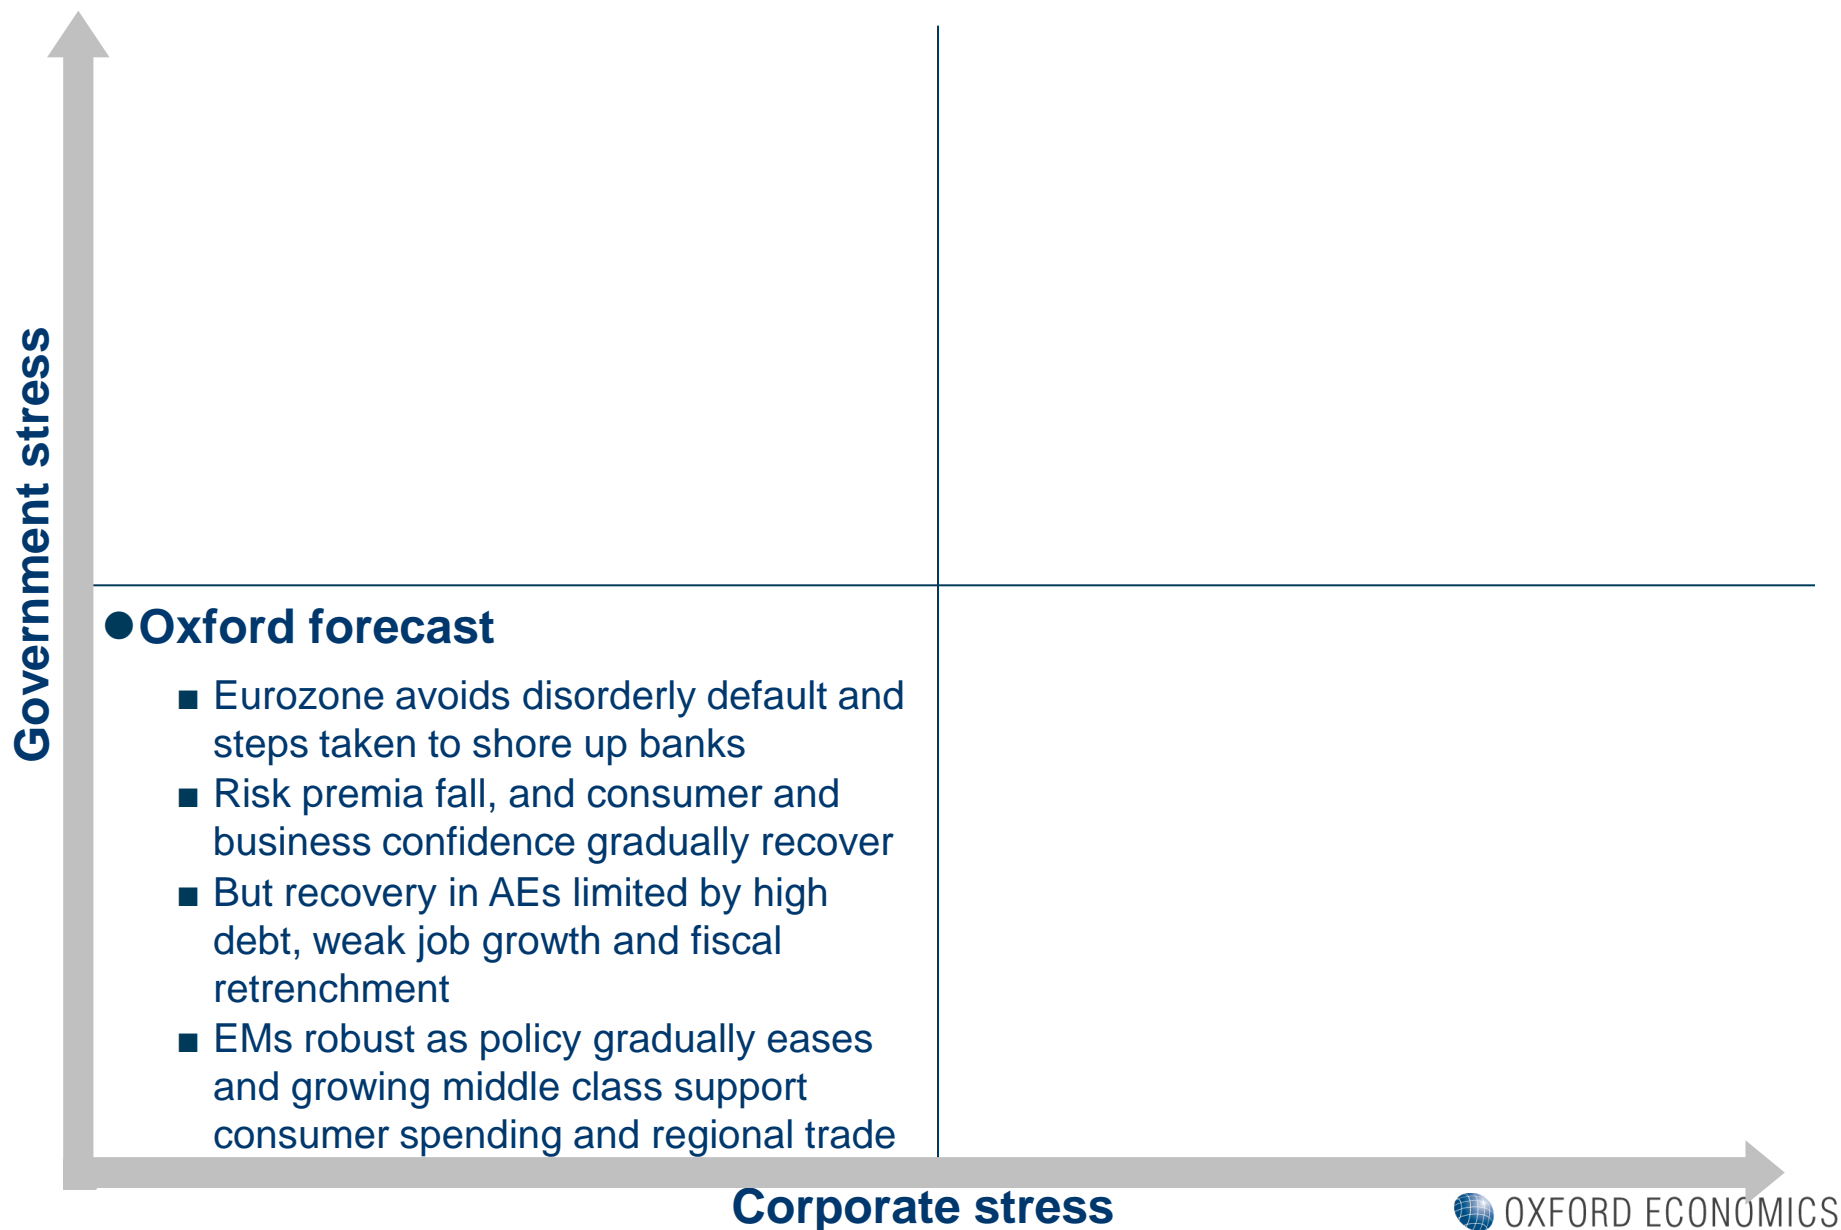 Government stress
●Oxford forecast
■ Eurozone avoids disorderly default and
steps taken to shore up banks
■ Risk premia fall, and consumer and
business confidence gradually recover
■ But recovery in AEs limited by high
debt, weak job growth and fiscal
retrenchment
■ EMs robust as policy gradually eases
and growing middle class support
consumer spending and regional trade
Corporate stress
OXFORD ECONOMICS